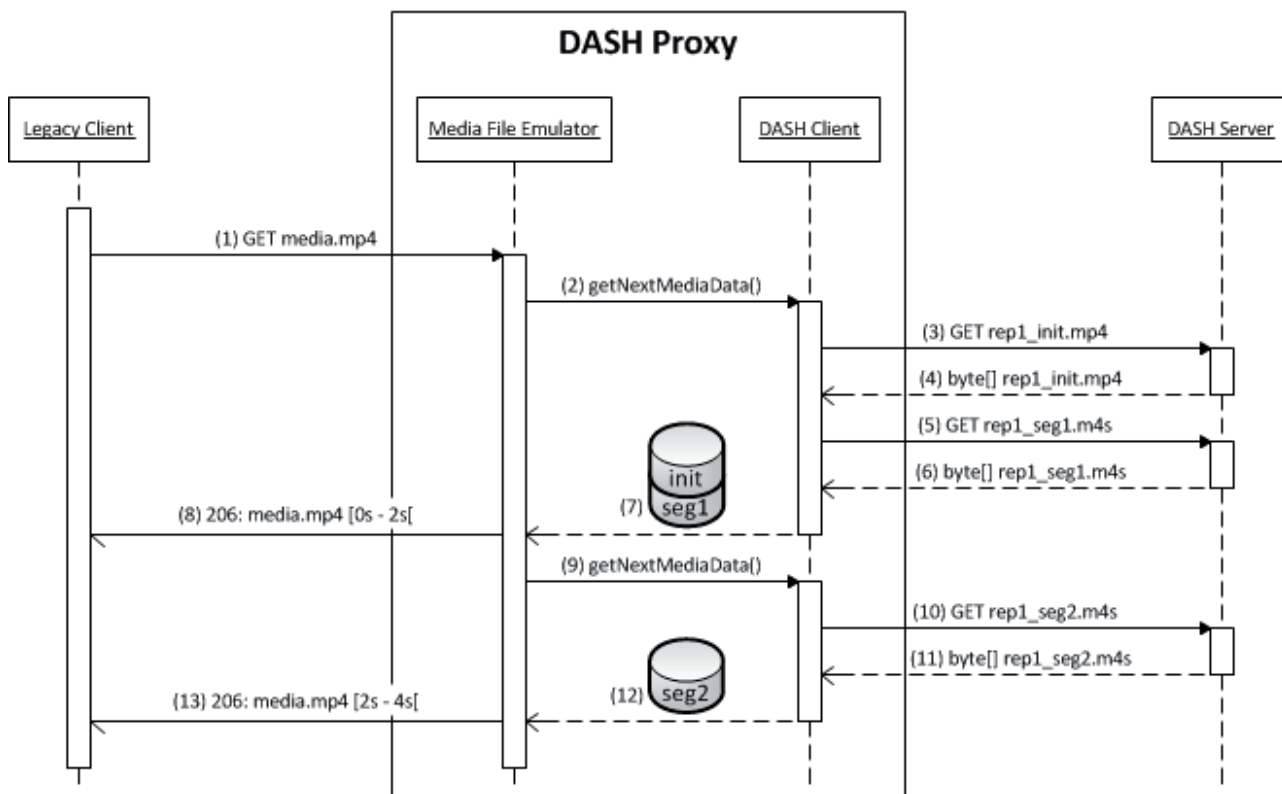 DASH Proxy
Legacy Client
Media File Emulator
DASH Client
DASH Server
(1) GET media.mp4
(2) getNextMediaData()
(3) GET rep1_init.mp4
(4) byte[] rep1_init.mp4
(5) GET rep1_seg1.m4s
(6) byte[] rep1_seg1.m4s
init
(7) seg1
(8) 206: media.mp4 [0s - 2s[
(9) getNextMediaData()
(10) GET rep1_seg2.m4s
(11) byte[] rep1_seg2.m4s
(12) seg2
(13) 206: media.mp4 [2s - 4s[